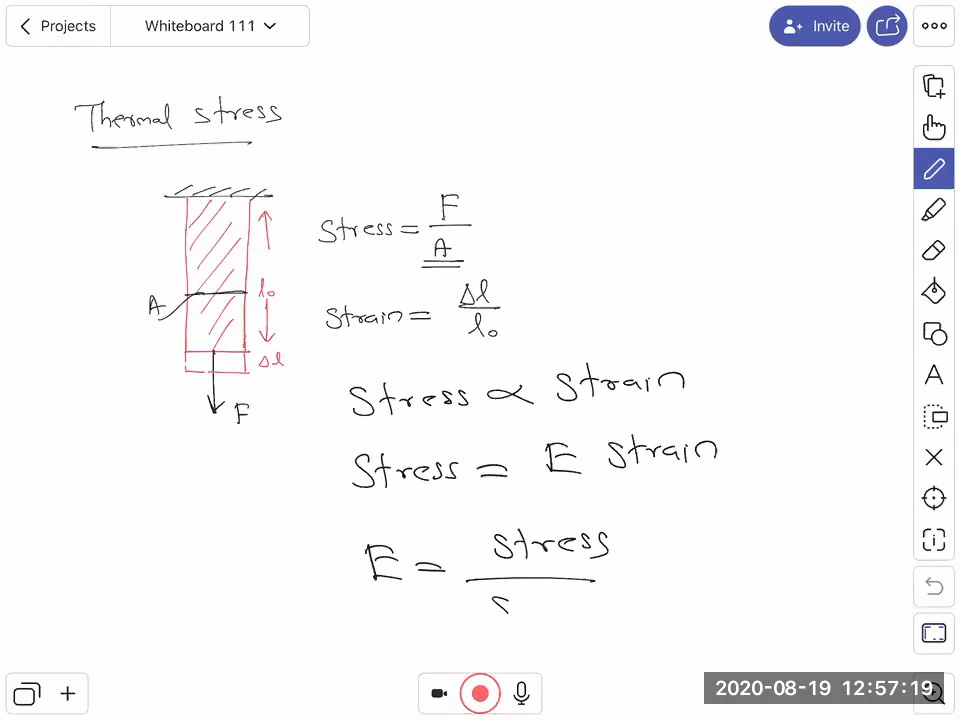 Projects
Whiteboard 111
Invite
Thermal stress
Stress = F / A
A
l₀
Strain = Δl / l₀
Δl
F
Stress ∝ Strain
Stress = E Strain
E = Stress / S
2020-08-19 12:57:19